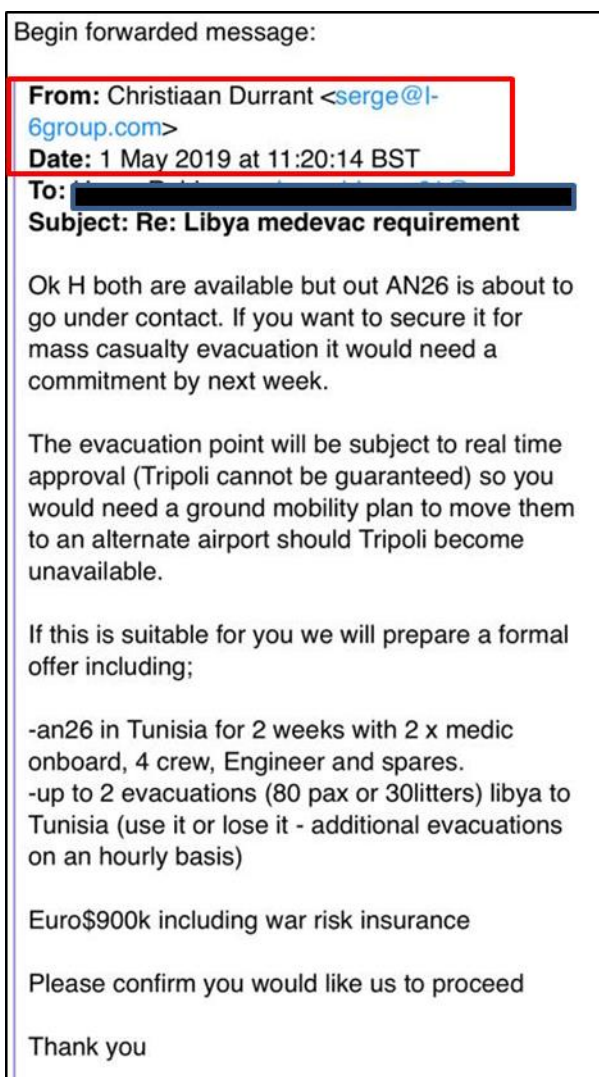 Begin forwarded message:
From: Christiaan Durrant <serge@l-
6group.com>
Date: 1 May 2019 at 11:20:14 BST
To:
Subject: Re: Libya medevac requirement
Ok H both are available but out AN26 is about to
go under contact. If you want to secure it for
mass casualty evacuation it would need a
commitment by next week.
The evacuation point will be subject to real time
approval (Tripoli cannot be guaranteed) so you
would need a ground mobility plan to move them
to an alternate airport should Tripoli become
unavailable.
If this is suitable for you we will prepare a formal
offer including;
-an26 in Tunisia for 2 weeks with 2 x medic
onboard, 4 crew, Engineer and spares.
-up to 2 evacuations (80 pax or 30litters) libya to
Tunisia (use it or lose it - additional evacuations
on an hourly basis)
Euro$900k including war risk insurance
Please confirm you would like us to proceed
Thank you